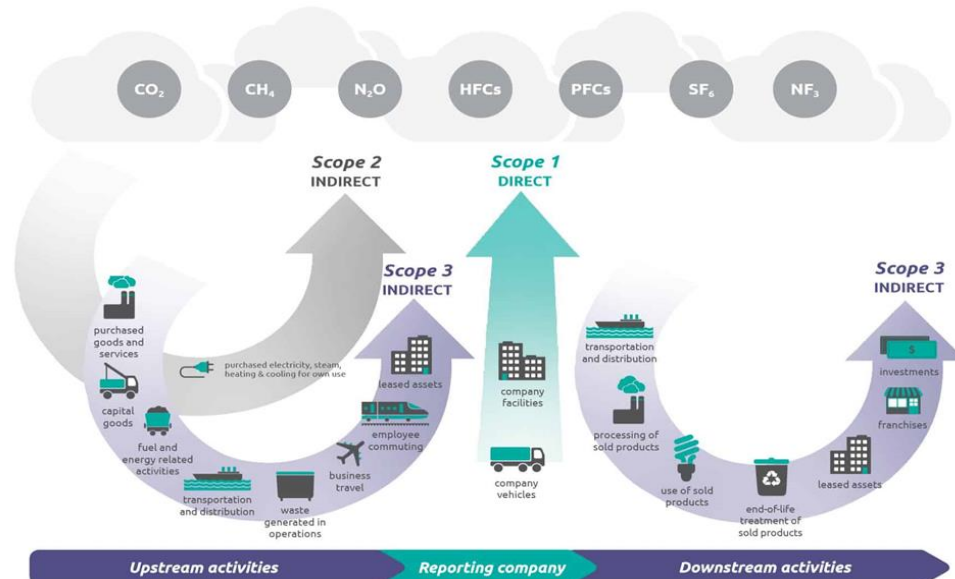 CO₂
CH₄
N₂O
HFCs
PFCs
SF₆
NF₃
Scope 2
INDIRECT
Scope 1
DIRECT
Scope 3
INDIRECT
Scope 3
INDIRECT
purchased
goods and
services
capital
goods
fuel and
energy related
activities
purchased electricity, steam,
heating & cooling for own use
transportation
and distribution
waste
generated in
operations
business
travel
employee
commuting
leased assets
company
facilities
company
vehicles
transportation
and distribution
processing of
sold products
use of sold
products
end-of-life
treatment of
sold products
leased assets
franchises
$
investments
Upstream activities
Reporting company
Downstream activities